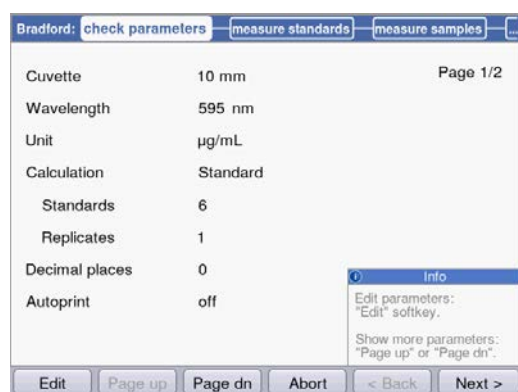 Bradford: check parameters measure standards measure samples ...
Cuvette 10 mm Page 1/2
Wavelength 595 nm
Unit µg/mL
Calculation Standard
Standards 6
Replicates 1
Decimal places 0
Autoprint off
Info
Edit parameters:
"Edit" softkey.
Show more parameters:
"Page up" or "Page dn".
Edit Page up Page dn Abort < Back Next >